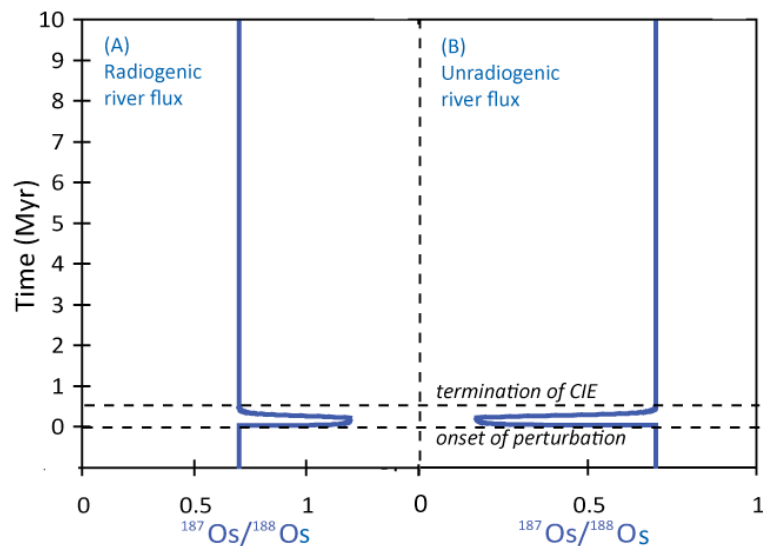 10
9
8
7
6
5
4
3
2
1
0
Time (Myr)
(A)
Radiogenic
river flux
(B)
Unradiogenic
river flux
termination of CIE
onset of perturbation
0 0.5 1 0 0.5 1
¹⁸⁷Os/¹⁸⁸Os ¹⁸⁷Os/¹⁸⁸Os